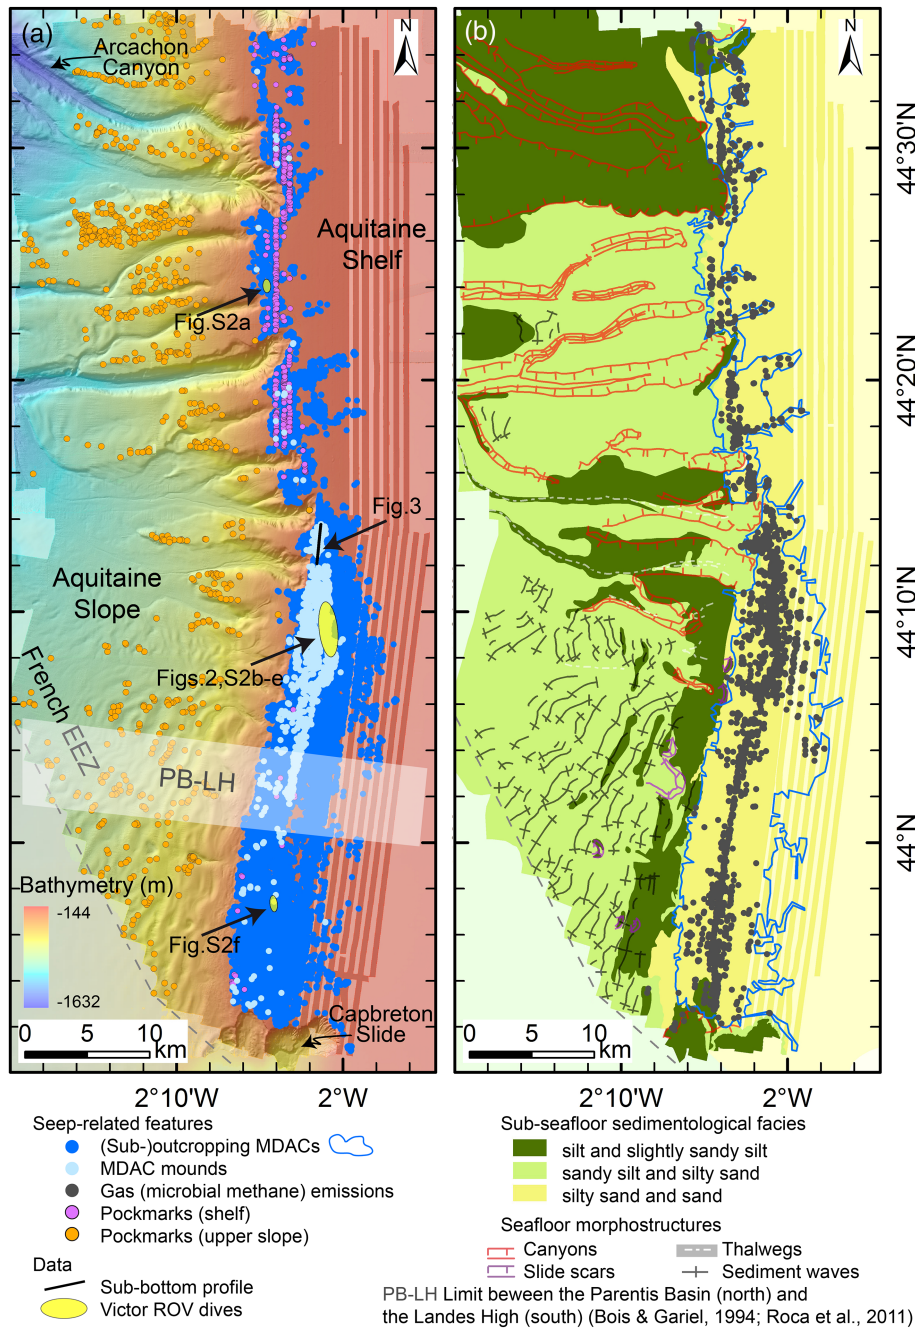 (a)
N
Arcachon
Canyon
Aquitaine
Shelf
Fig.S2a
Fig.3
Aquitaine
Slope
Figs.2,S2b-e
French EEZ
PB-LH
Bathymetry (m)
-144
-1632
Fig.S2f
Capbreton
Slide
0 5 10
km
2°10'W 2°W
(b)
N
44°30'N
44°20'N
44°10'N
44°N
0 5 10
km
2°10'W 2°W
Seep-related features
(Sub-)outcropping MDACs
MDAC mounds
Gas (microbial methane) emissions
Pockmarks (shelf)
Pockmarks (upper slope)
Data
Sub-bottom profile
Victor ROV dives
Sub-seafloor sedimentological facies
silt and slightly sandy silt
sandy silt and silty sand
silty sand and sand
Seafloor morphostructures
Canyons Thalwegs
Slide scars Sediment waves
PB-LH Limit beween the Parentis Basin (north) and
the Landes High (south) (Bois & Gariel, 1994; Roca et al., 2011)